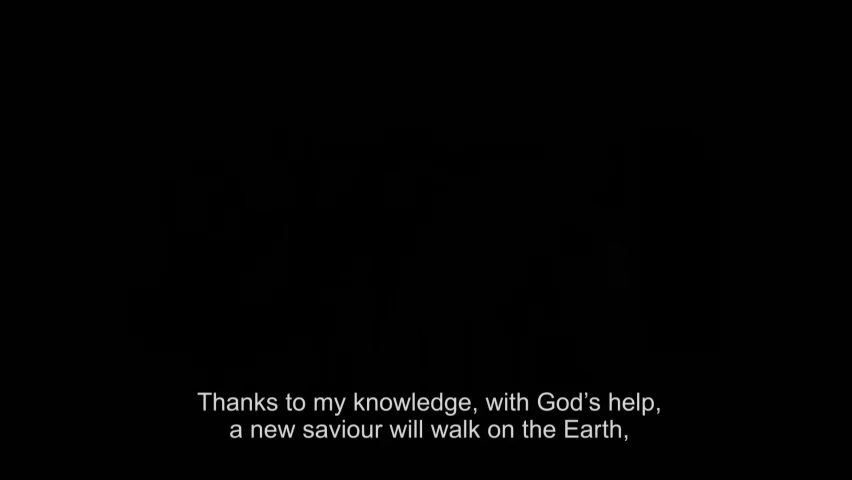 Thanks to my knowledge, with God's help,
a new saviour will walk on the Earth,